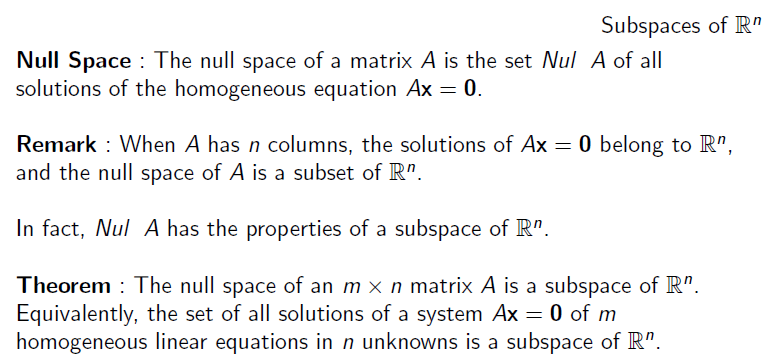 Subspaces of ℝⁿ
Null Space : The null space of a matrix A is the set Nul A of all
solutions of the homogeneous equation Ax = 0.
Remark : When A has n columns, the solutions of Ax = 0 belong to ℝⁿ,
and the null space of A is a subset of ℝⁿ.
In fact, Nul A has the properties of a subspace of ℝⁿ.
Theorem : The null space of an m × n matrix A is a subspace of ℝⁿ.
Equivalently, the set of all solutions of a system Ax = 0 of m
homogeneous linear equations in n unknowns is a subspace of ℝⁿ.